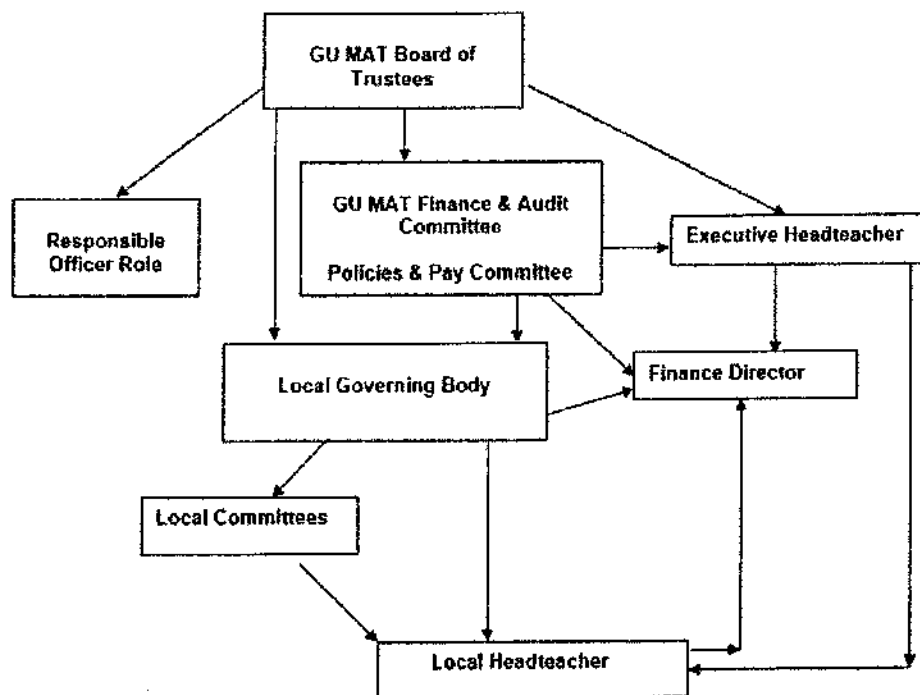 GU MAT Board of
Trustees
GU MAT Finance & Audit
Committee
Policies & Pay Committee
Responsible
Officer Role
Executive Headteacher
Local Governing Body
Finance Director
Local Committees
Local Headteacher